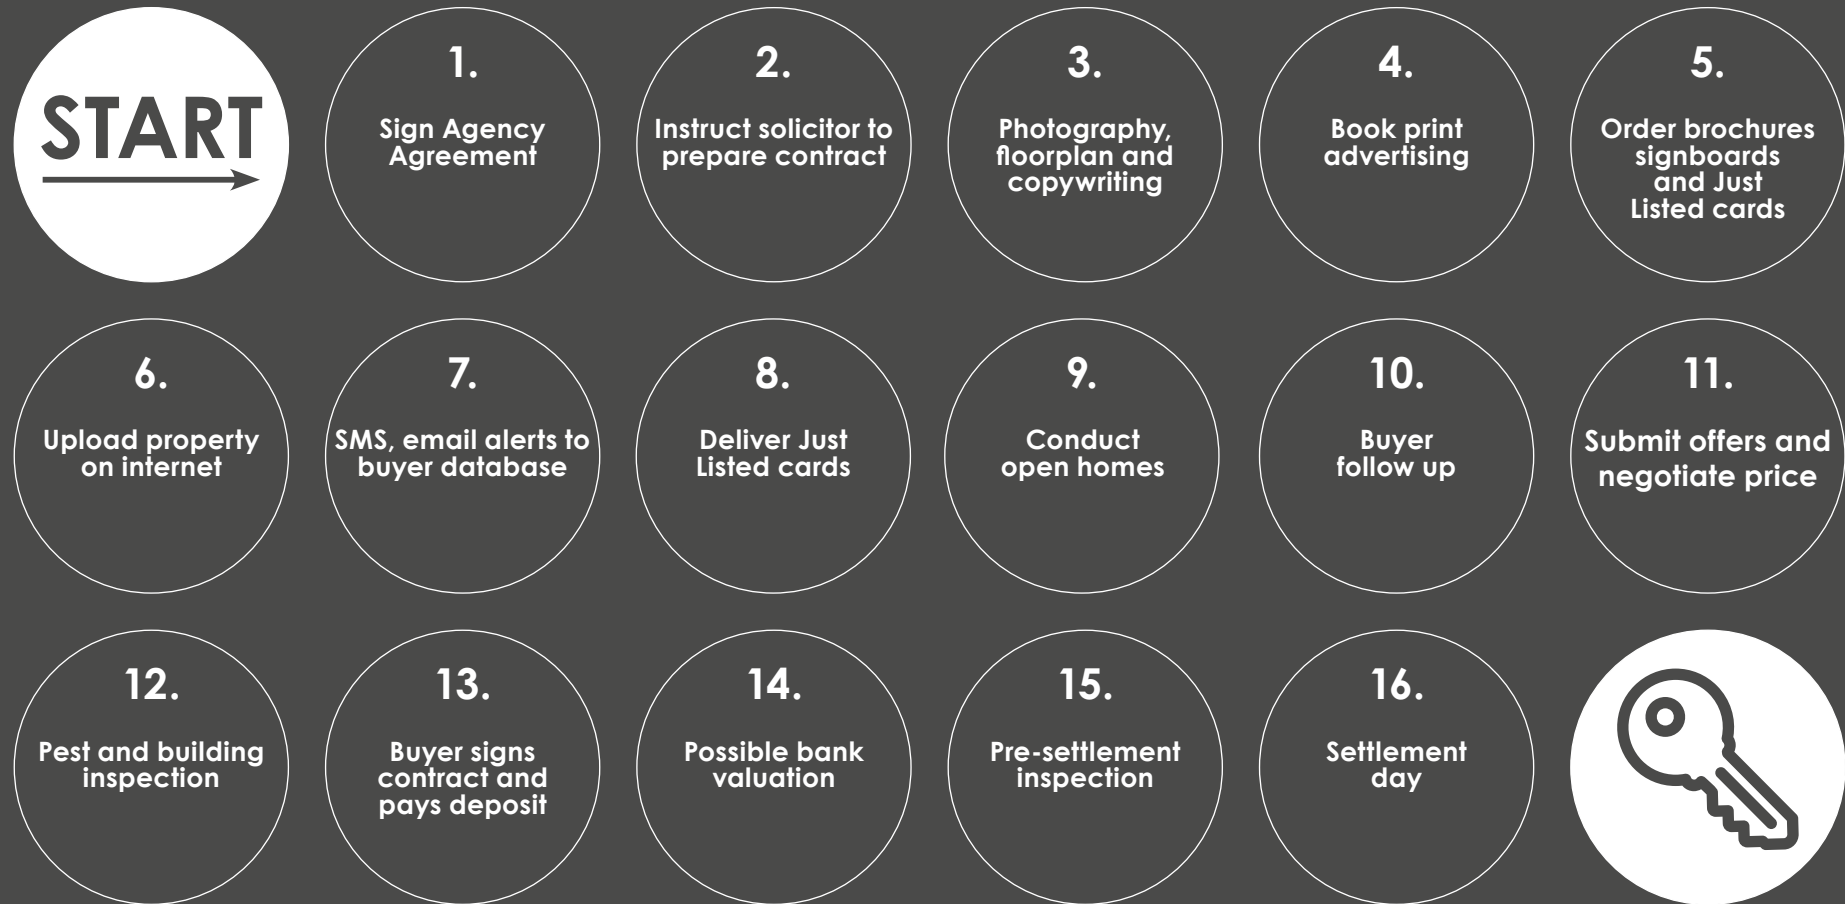 START
1.
Sign Agency
Agreement
2.
Instruct solicitor to
prepare contract
3.
Photography,
floorplan and
copywriting
4.
Book print
advertising
5.
Order brochures
signboards
and Just
Listed cards
6.
Upload property
on internet
7.
SMS, email alerts to
buyer database
8.
Deliver Just
Listed cards
9.
Conduct
open homes
10.
Buyer
follow up
11.
Submit offers and
negotiate price
12.
Pest and building
inspection
13.
Buyer signs
contract and
pays deposit
14.
Possible bank
valuation
15.
Pre-settlement
inspection
16.
Settlement
day